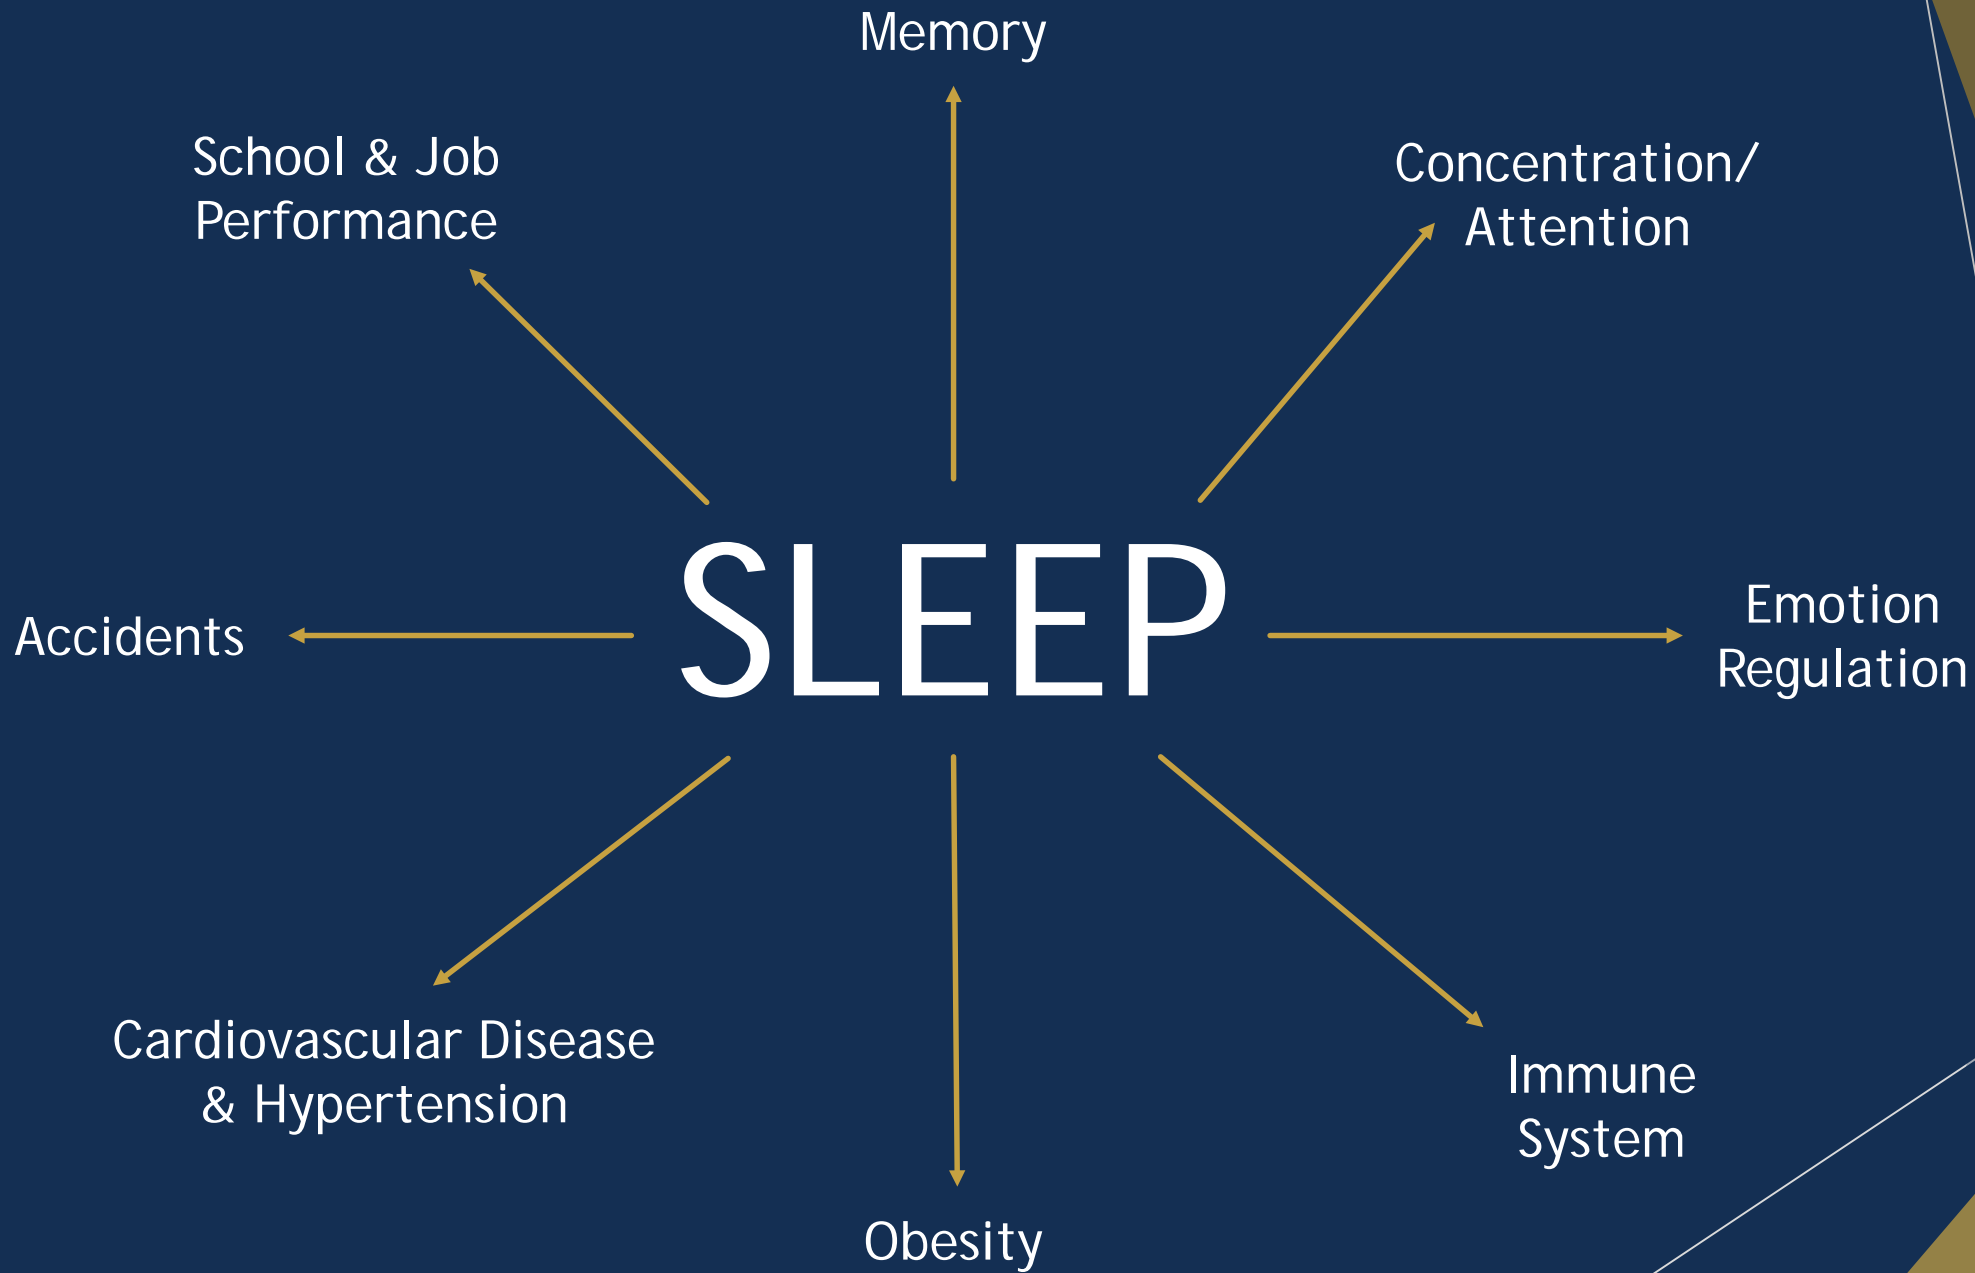 Memory
School & Job
Performance
Concentration/
Attention
Accidents
SLEEP
Emotion
Regulation
Cardiovascular Disease
& Hypertension
Immune
System
Obesity